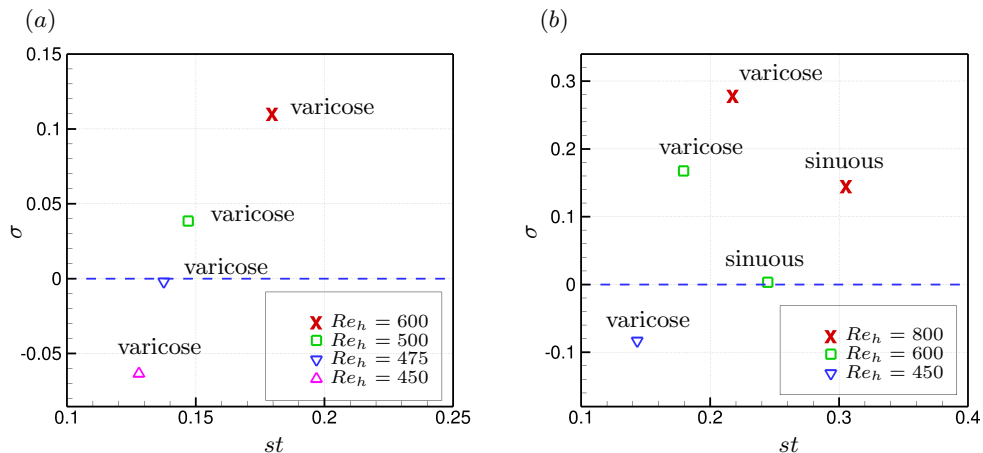 (a)
0.15
0.1
0.05
0
-0.05
σ
varicose
varicose
varicose
varicose
Re_h = 600
Re_h = 500
Re_h = 475
Re_h = 450
0.1 0.15 0.2 0.25
st
(b)
0.3
0.2
0.1
0
-0.1
σ
varicose
varicose
sinuous
sinuous
varicose
Re_h = 800
Re_h = 600
Re_h = 450
0.1 0.2 0.3 0.4
st